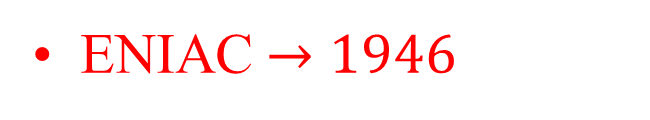 • ENIAC → 1946